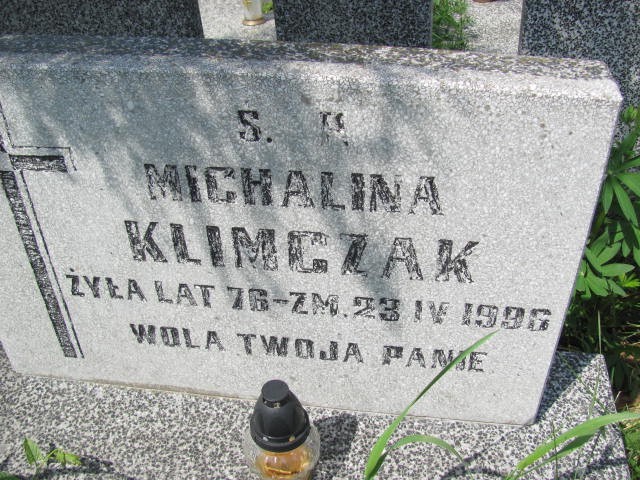 S. P.
MICHALINA
KLIMCZAK
ŻYŁA LAT 76-ZM. 23 IV 1996
WOLA TWOJA PANIE